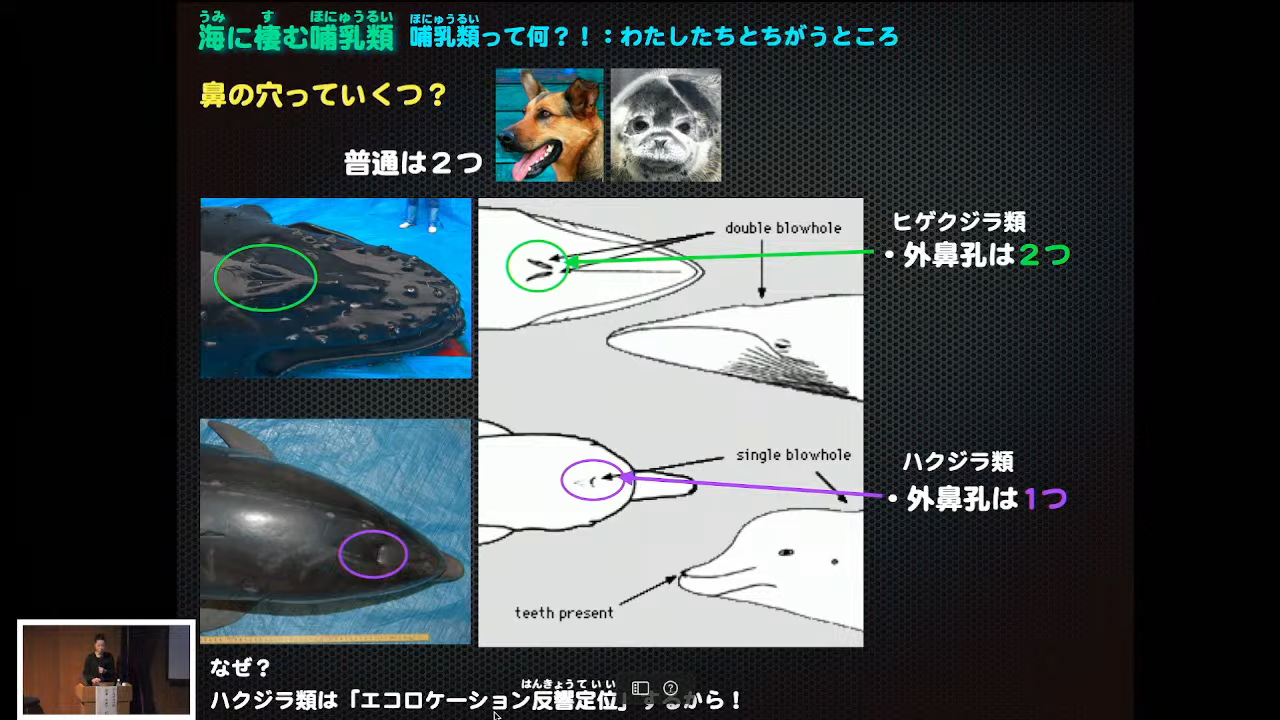 うみ す ほにゅうるい ほにゅうるい
海に棲む哺乳類 哺乳類って何？！：わたしたちとちがうところ
鼻の穴っていくつ？
普通は２つ
double blowhole
ヒゲクジラ類
・外鼻孔は２つ
single blowhole
ハクジラ類
・外鼻孔は１つ
teeth present
なぜ？
はんきょうていい
ハクジラ類は「エコロケーション反響定位」するから！